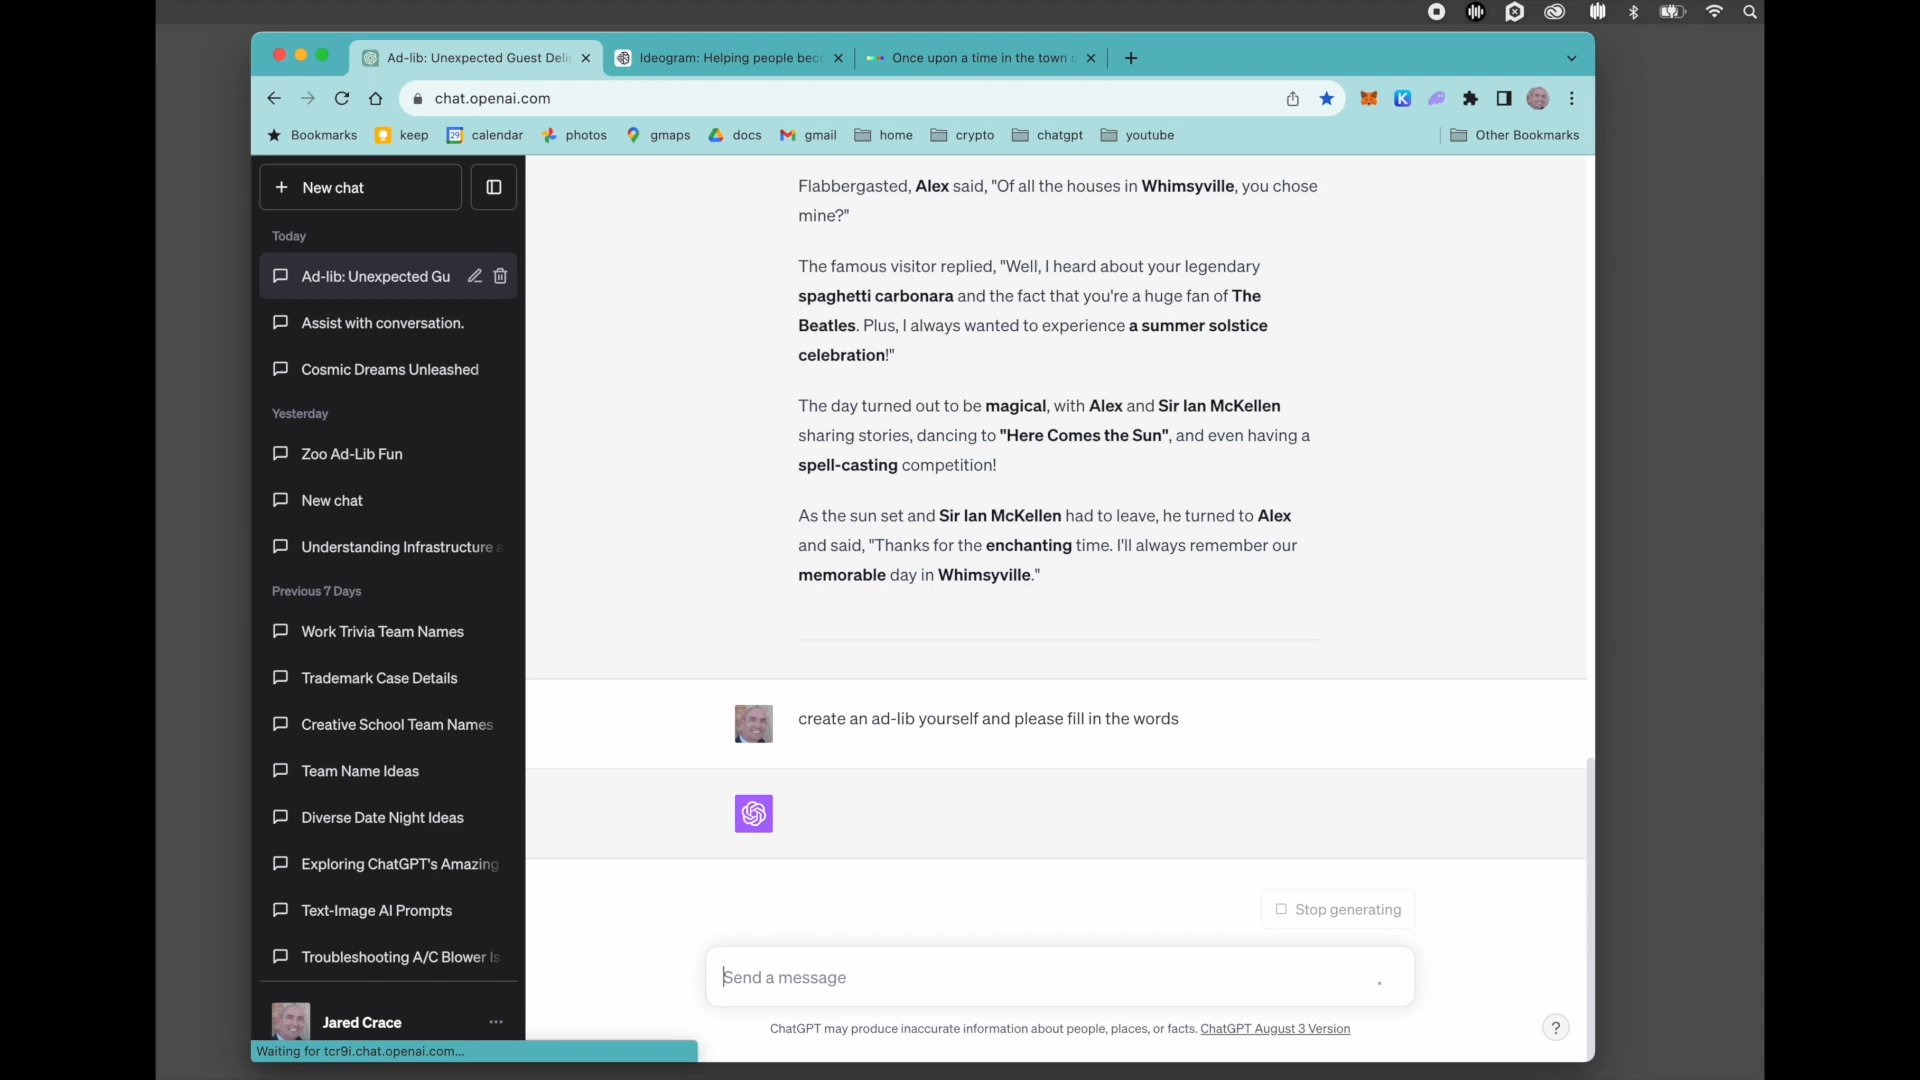 Ad-lib: Unexpected Guest Deli
Ideogram: Helping people bec
Once upon a time in the town
chat.openai.com
Bookmarks
keep
29
calendar
photos
gmaps
docs
gmail
home
crypto
chatgpt
youtube
Other Bookmarks
New chat
Today
Ad-lib: Unexpected Gu
Assist with conversation.
Cosmic Dreams Unleashed
Yesterday
Zoo Ad-Lib Fun
New chat
Understanding Infrastructure a
Previous 7 Days
Work Trivia Team Names
Trademark Case Details
Creative School Team Names
Team Name Ideas
Diverse Date Night Ideas
Exploring ChatGPT's Amazing
Text-Image AI Prompts
Troubleshooting A/C Blower Is
Jared Crace
Waiting for tcr9i.chat.openai.com...
Flabbergasted, Alex said, "Of all the houses in Whimsyville, you chose
mine?"
The famous visitor replied, "Well, I heard about your legendary
spaghetti carbonara and the fact that you're a huge fan of The
Beatles. Plus, I always wanted to experience a summer solstice
celebration!"
The day turned out to be magical, with Alex and Sir Ian McKellen
sharing stories, dancing to "Here Comes the Sun", and even having a
spell-casting competition!
As the sun set and Sir Ian McKellen had to leave, he turned to Alex
and said, "Thanks for the enchanting time. I'll always remember our
memorable day in Whimsyville."
create an ad-lib yourself and please fill in the words
Stop generating
Send a message
ChatGPT may produce inaccurate information about people, places, or facts. ChatGPT August 3 Version
?